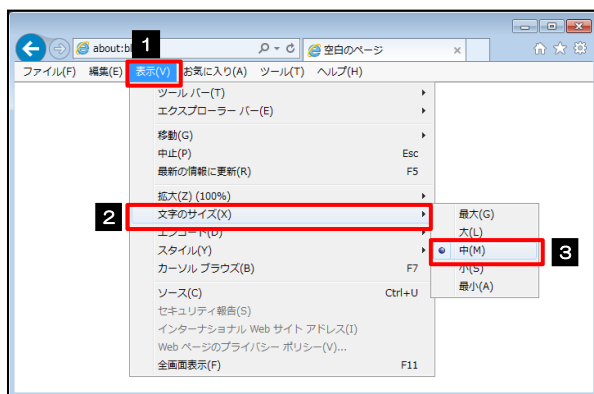 about:bl
空白のページ
1
ファイル(F) 編集(E) 表示(V) お気に入り(A) ツール(T) ヘルプ(H)
ツール バー(T)
エクスプローラー バー(E)
移動(G)
中止(P) Esc
最新の情報に更新(R) F5
拡大(Z) (100%)
2
文字のサイズ(X)
エンコード(D)
スタイル(Y)
カーソル ブラウズ(B) F7
ソース(C) Ctrl+U
セキュリティ報告(S)
インターナショナル Web サイト アドレス(I)
Web ページのプライバシー ポリシー(V)...
全画面表示(F) F11
最大(G)
大(L)
中(M)
3
小(S)
最小(A)